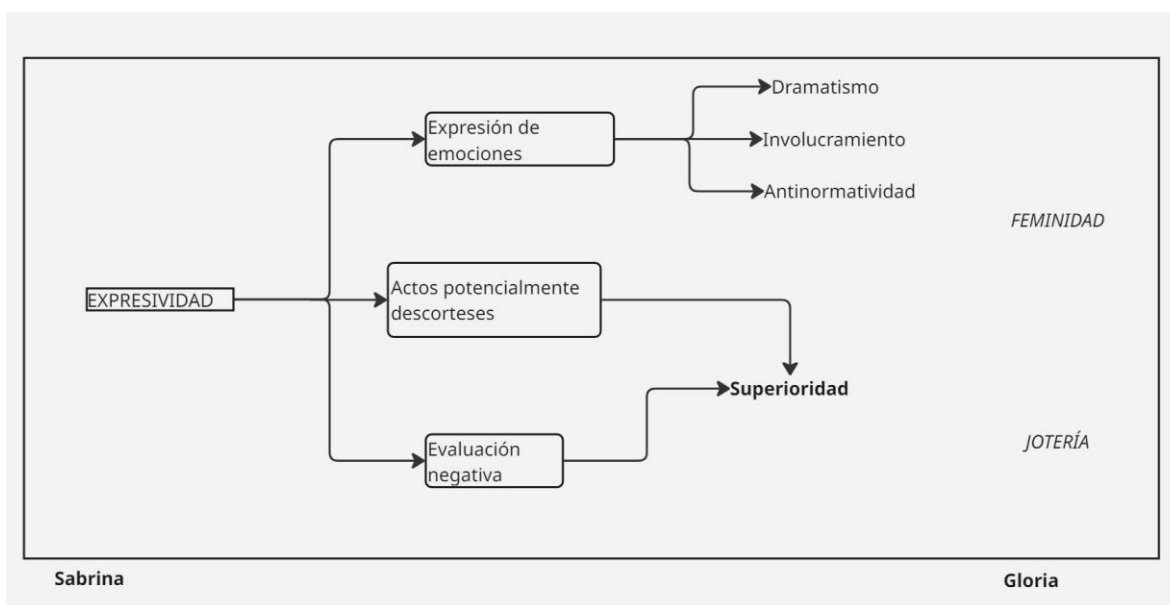 Dramatismo
Expresión de
emociones
Involucramiento
Antinormatividad
FEMINIDAD
EXPRESIVIDAD
Actos potencialmente
descorteses
Superioridad
Evaluación
negativa
JOTERÍA
Sabrina
Gloria